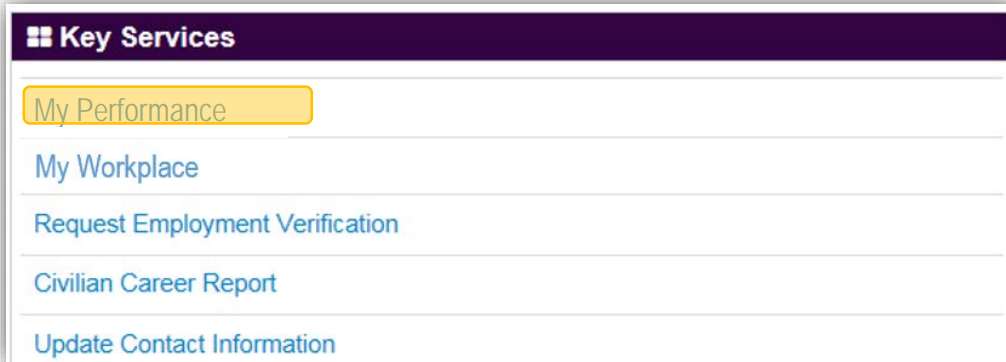 Key Services
My Performance
My Workplace
Request Employment Verification
Civilian Career Report
Update Contact Information